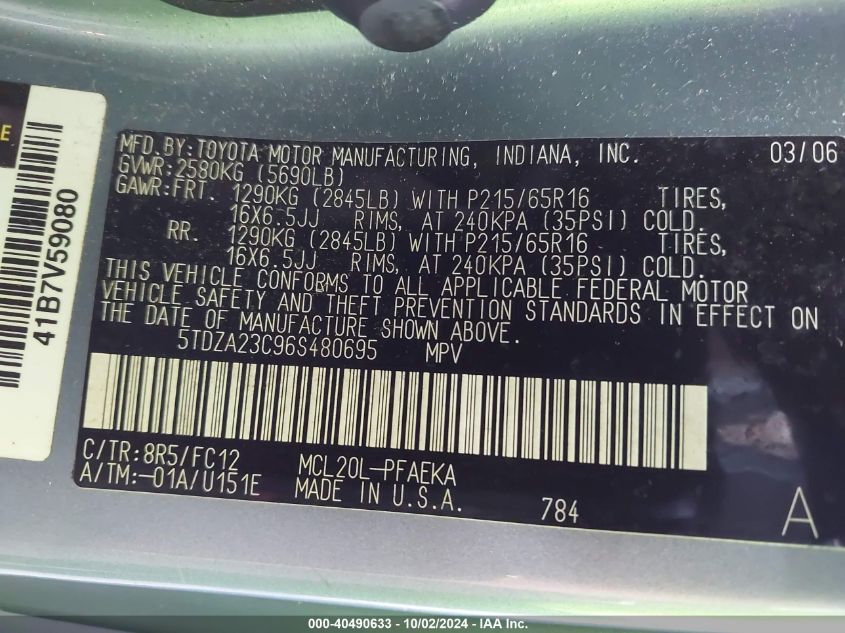 E
41B7V59080
MFD. BY: TOYOTA MOTOR MANUFACTURING, INDIANA, INC. 03/06
GVWR: 2580KG (5690LB)
GAWR: FRT. 1290KG (2845LB) WITH P215/65R16 TIRES,
16X6.5JJ RIMS, AT 240KPA (35PSI) COLD.
RR. 1290KG (2845LB) WITH P215/65R16 TIRES,
16X6.5JJ RIMS, AT 240KPA (35PSI) COLD.
THIS VEHICLE CONFORMS TO ALL APPLICABLE FEDERAL MOTOR
VEHICLE SAFETY AND THEFT PREVENTION STANDARDS IN EFFECT ON
THE DATE OF MANUFACTURE SHOWN ABOVE.
5TDZA23C96S480695 MPV
C/TR: 8R5/FC12 MCL20L-PFAEKA
A/TM:-01A/U151E MADE IN U.S.A. 784 A
000-40490633 - 10/02/2024 - IAA Inc.